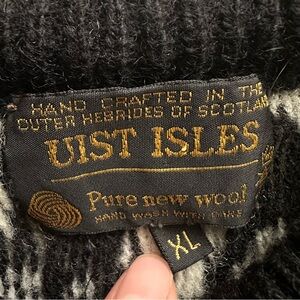 HAND CRAFTED IN THE
OUTER HEBRIDES OF SCOTLAND
UIST ISLES
Pure new wool
HAND WASH WITH CARE
XL